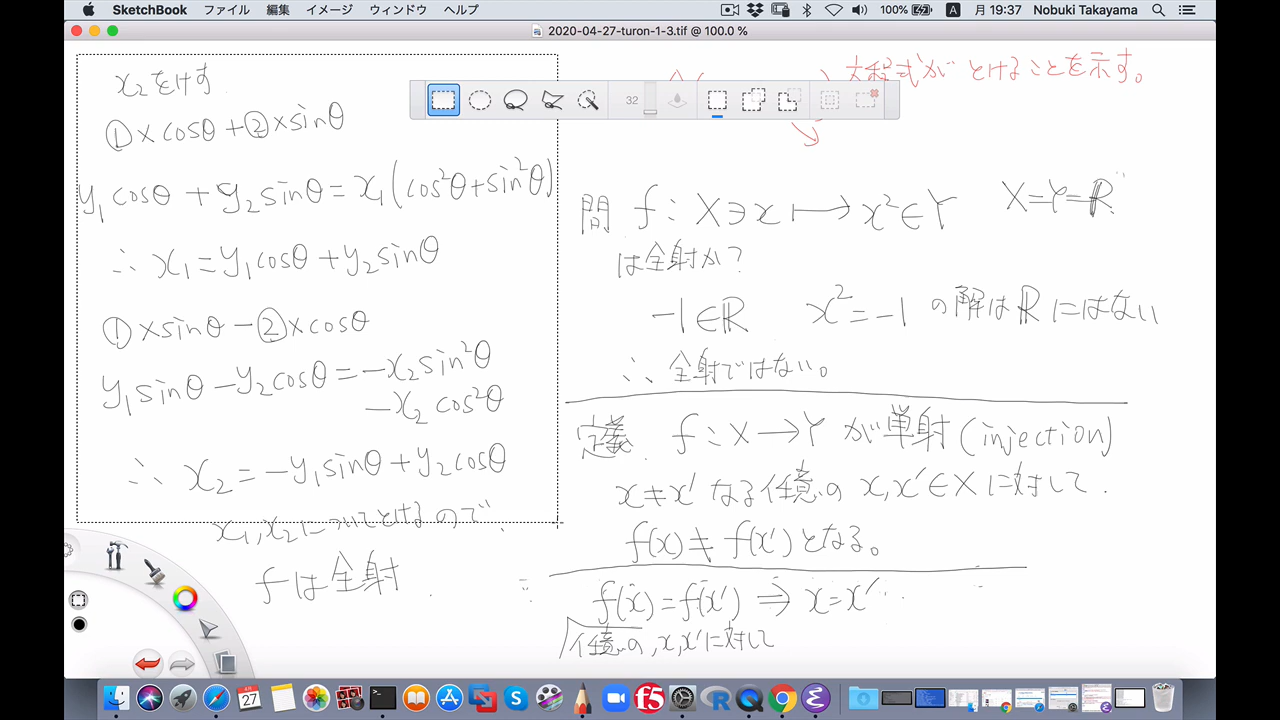 SketchBook ファイル 編集 イメージ ウィンドウ ヘルプ 100% A 月 19:37 Nobuki Takayama
2020-04-27-turon-1-3.tif @ 100.0 %
32
x₂をけす
①×cosθ+②×sinθ
y₁cosθ + y₂sinθ = x₁(cos²θ+sin²θ)
∴ x₁=y₁cosθ+y₂sinθ
①×sinθ-②×cosθ
y₁sinθ-y₂cosθ=-x₂sin²θ
-x₂cos²θ
∴ x₂=-y₁sinθ+y₂cosθ
x₁,x₂についてとけるので、
fは全射.
方程式がとけることを示す。
問 f: X∋x⟼x²∈Y X=Y=ℝ
は全射か?
-1∈ℝ x²=-1 の解はℝにはない
∴ 全射ではない。
定義. f:X→Yが単射(injection)
x≠x'なる任意の x,x'∈Xに対して.
f(x)≠f(x')となる。
f(x)=f(x')⇒x=x'
任意の,x,x'に対して
4月
27
S
f5
R